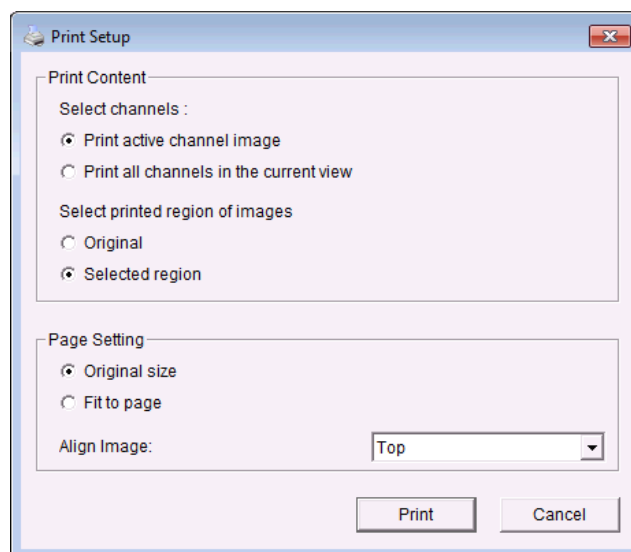 Print Setup
Print Content
Select channels :
Print active channel image
Print all channels in the current view
Select printed region of images
Original
Selected region
Page Setting
Original size
Fit to page
Align Image: Top
Print Cancel